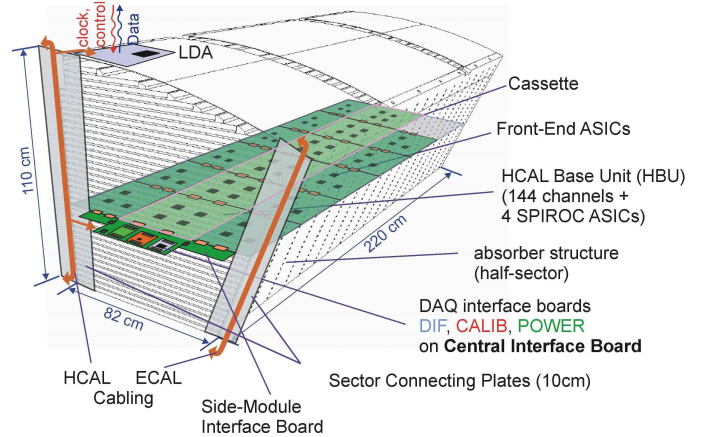 clock,
control
Data
LDA
Cassette
Front-End ASICs
HCAL Base Unit (HBU)
(144 channels +
4 SPIROC ASICs)
110 cm
220 cm
absorber structure
(half-sector)
DAQ interface boards
DIF, CALIB, POWER
on Central Interface Board
82 cm
HCAL ECAL
Cabling
Sector Connecting Plates (10cm)
Side-Module
Interface Board